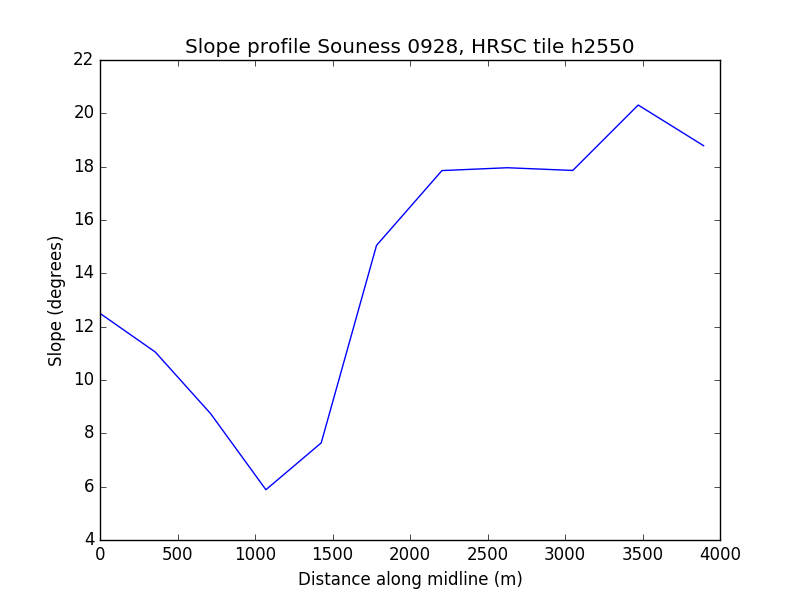 Slope profile Souness 0928, HRSC tile h2550
22
20
18
16
14
12
10
8
6
4
Slope (degrees)
0 500 1000 1500 2000 2500 3000 3500 4000
Distance along midline (m)